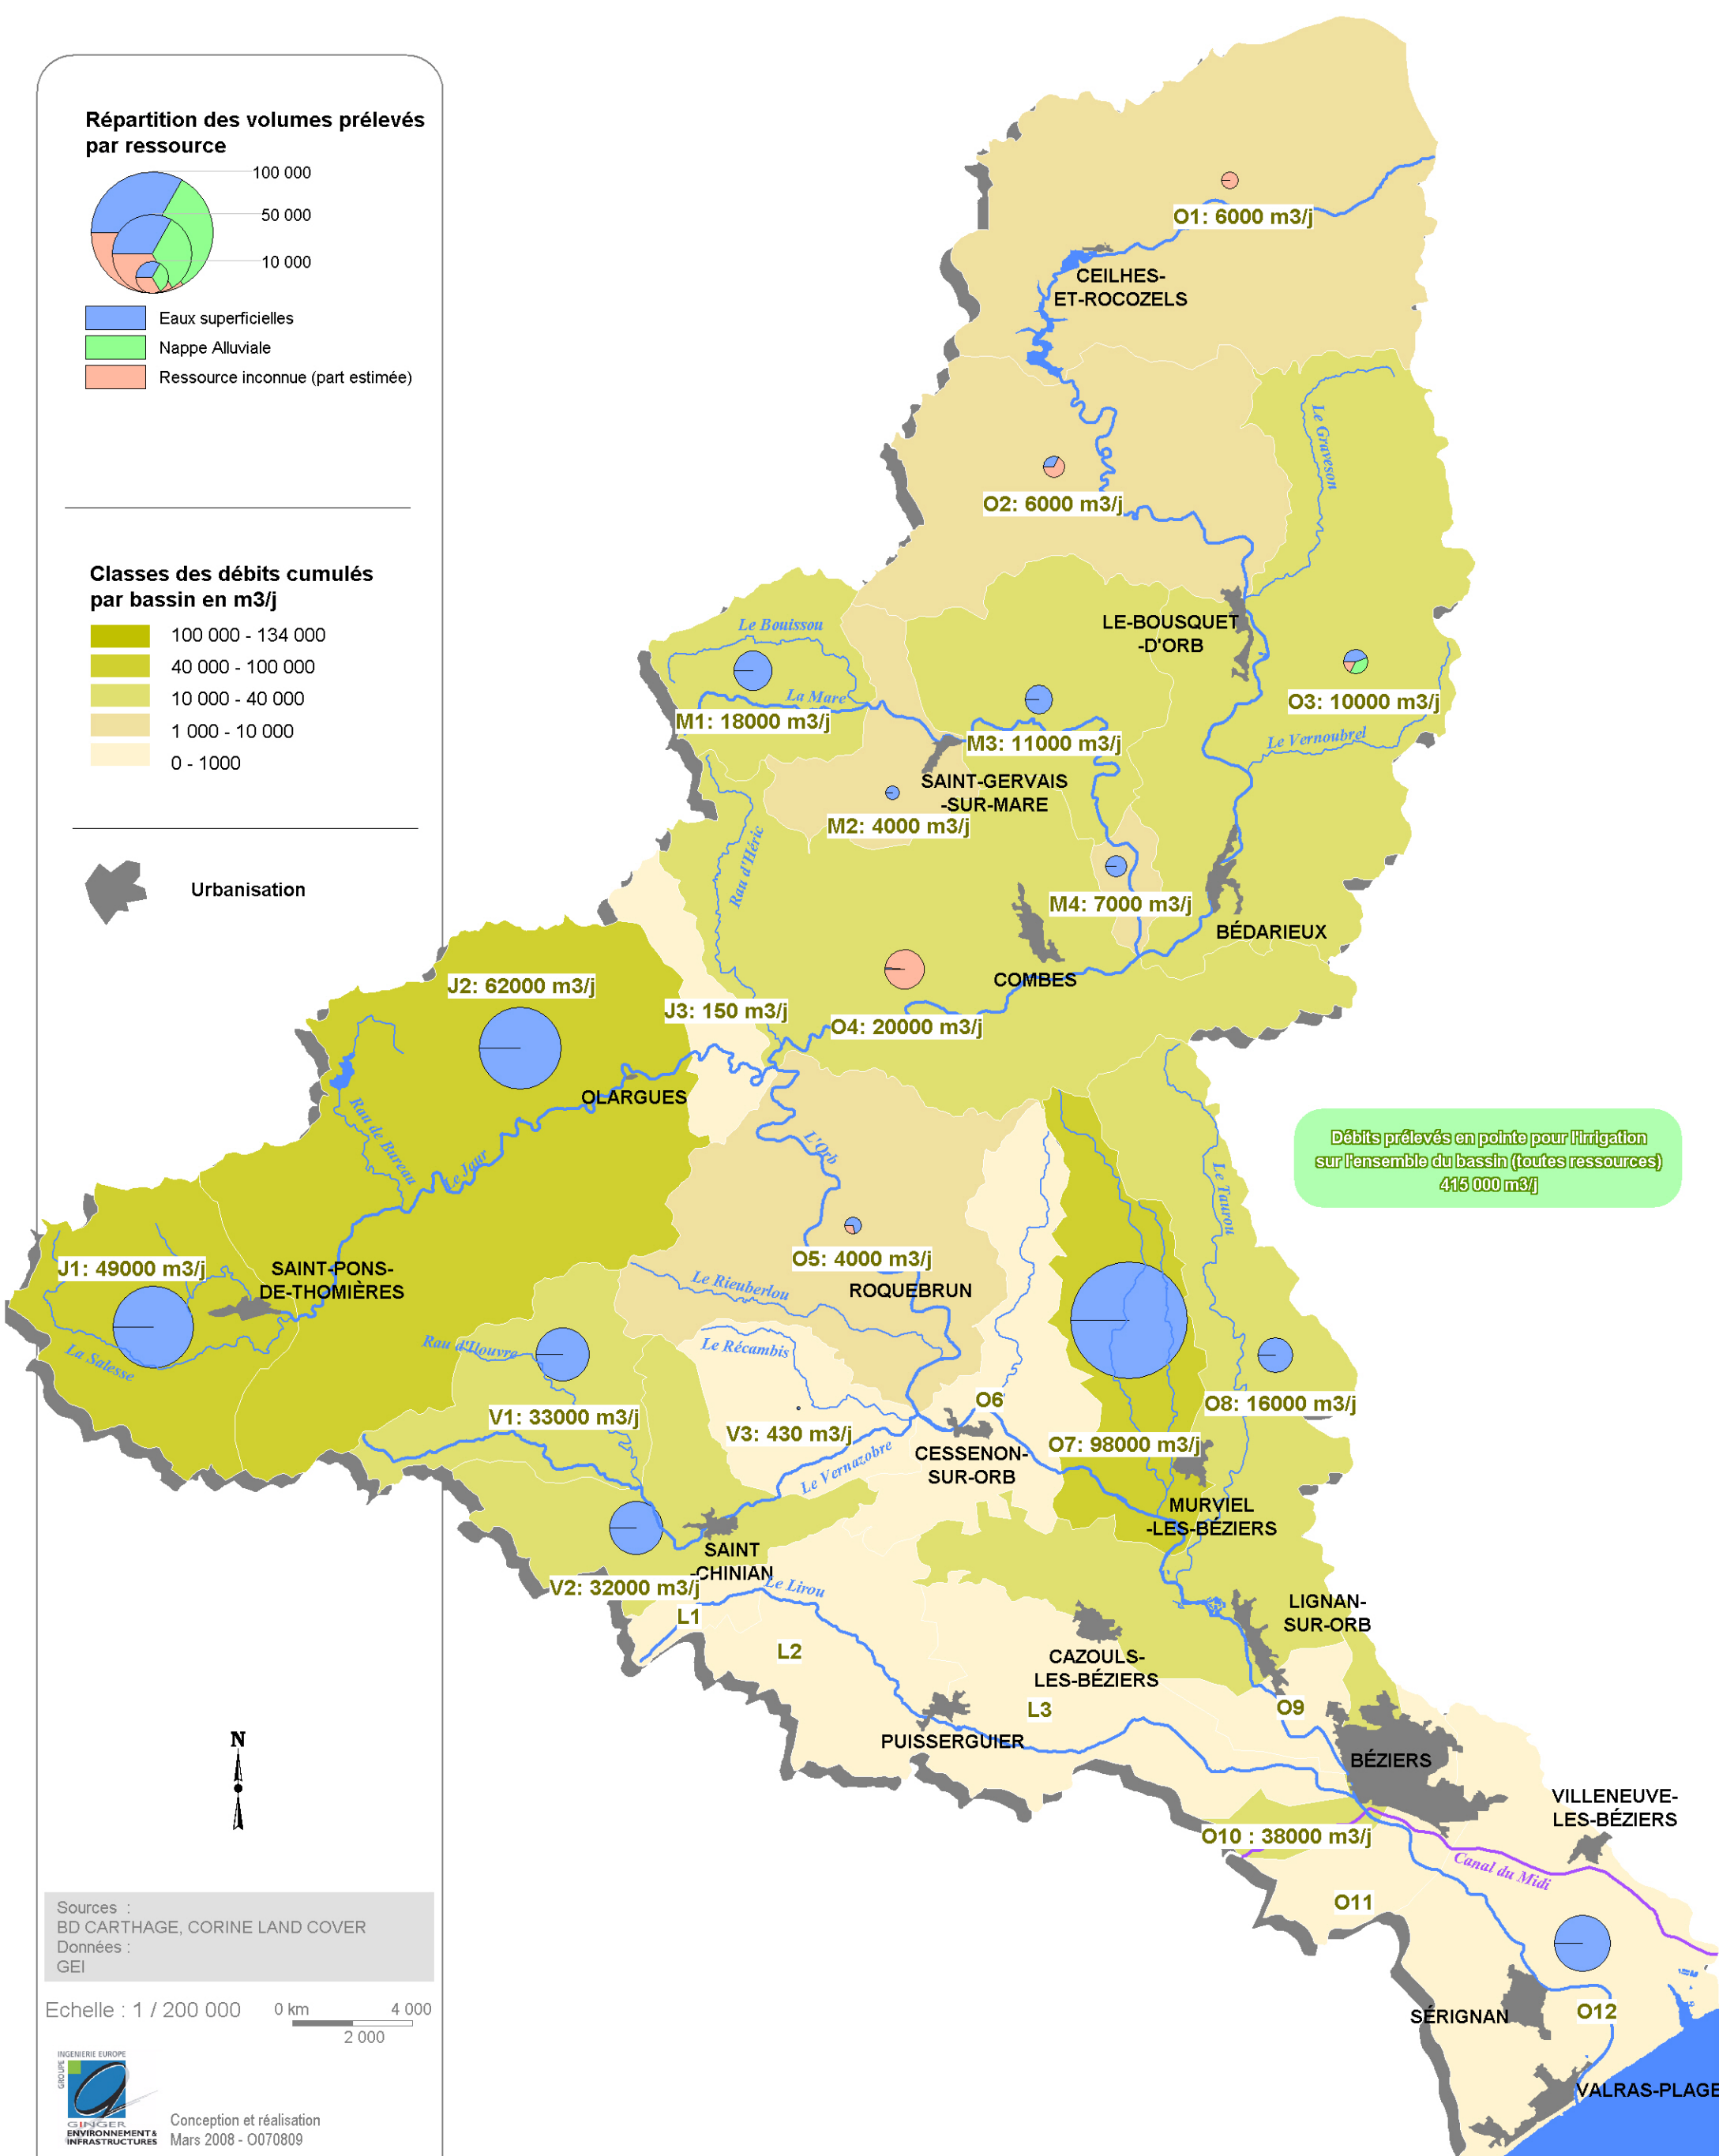 Répartition des volumes prélevés
par ressource
100 000
50 000
10 000
Eaux superficielles
Nappe Alluviale
Ressource inconnue (part estimée)
Classes des débits cumulés
par bassin en m3/j
100 000 - 134 000
40 000 - 100 000
10 000 - 40 000
1 000 - 10 000
0 - 1000
Urbanisation
N
Sources :
BD CARTHAGE, CORINE LAND COVER
Données :
GEI
Echelle : 1 / 200 000
0 km
4 000
2 000
GROUPE
INGENIERIE EUROPE
GINGER
ENVIRONNEMENT &
INFRASTRUCTURES
Conception et réalisation
Mars 2008 - O070809
O1: 6000 m3/j
CEILHES-
ET-ROCOZELS
Le Graveson
O2: 6000 m3/j
LE-BOUSQUET
-D'ORB
Le Bouissou
La Mare
M1: 18000 m3/j
M3: 11000 m3/j
O3: 10000 m3/j
Le Vernoubrel
SAINT-GERVAIS
-SUR-MARE
M2: 4000 m3/j
Rau d'Héric
M4: 7000 m3/j
BÉDARIEUX
COMBES
J2: 62000 m3/j
J3: 150 m3/j
O4: 20000 m3/j
OLARGUES
Rau de Bureau
Le Jaur
L'Orb
Le Taurou
Débits prélevés en pointe pour l'irrigation
sur l'ensemble du bassin (toutes ressources)
415 000 m3/j
J1: 49000 m3/j
SAINT-PONS-
DE-THOMIÈRES
La Salesse
O5: 4000 m3/j
ROQUEBRUN
Le Rieuberlou
Le Récambis
Rau d'Ilouvre
V1: 33000 m3/j
V3: 430 m3/j
O6
O8: 16000 m3/j
O7: 98000 m3/j
CESSENON-
SUR-ORB
Le Vernazobre
MURVIEL
-LES-BÉZIERS
SAINT
-CHINIAN
V2: 32000 m3/j
Le Lirou
L1
L2
LIGNAN-
SUR-ORB
CAZOULS-
LES-BÉZIERS
L3
O9
PUISSERGUIER
BÉZIERS
VILLENEUVE-
LES-BÉZIERS
O10 : 38000 m3/j
Canal du Midi
O11
SÉRIGNAN
O12
VALRAS-PLAGE